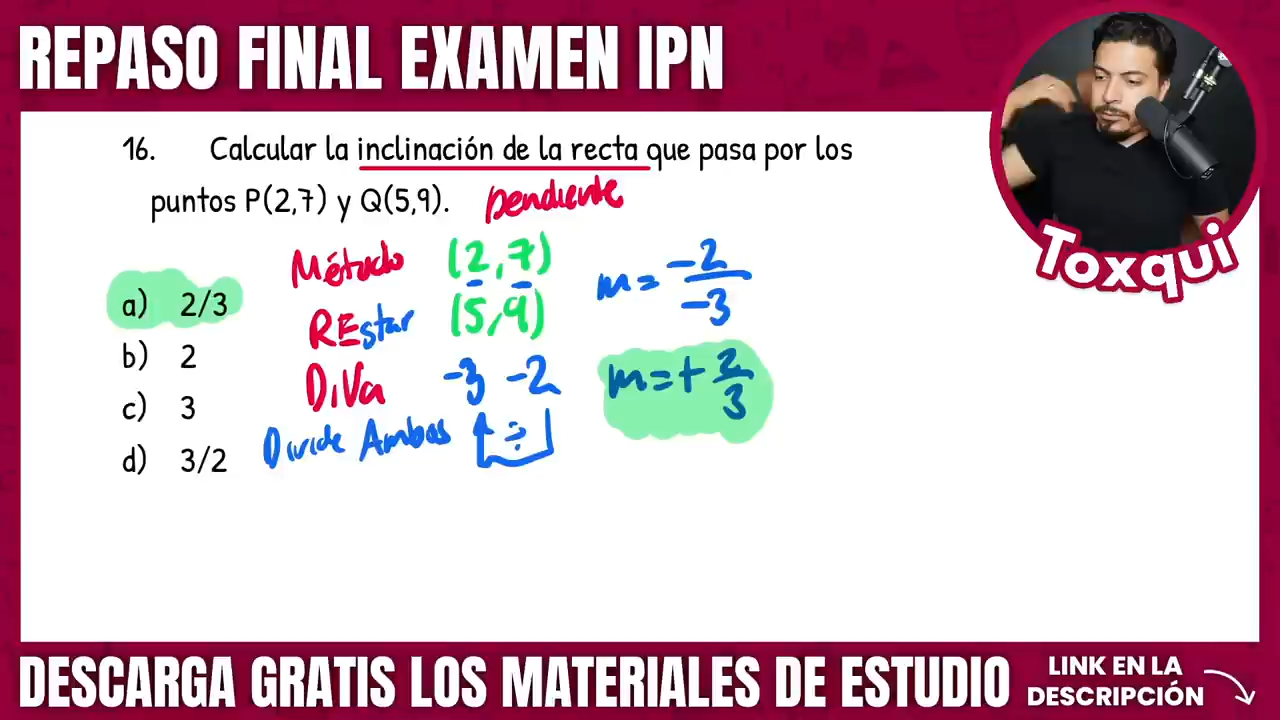 REPASO FINAL EXAMEN IPN
16. Calcular la inclinación de la recta que pasa por los
puntos P(2,7) y Q(5,9). pendiente
Toxqui
a) 2/3
b) 2
c) 3
d) 3/2
Método (2,7)
REstar (5,9)
DiVa -3 -2
Divide Ambos ÷
m = -2/-3
m = + 2/3
DESCARGA GRATIS LOS MATERIALES DE ESTUDIO
LINK EN LA
DESCRIPCIÓN